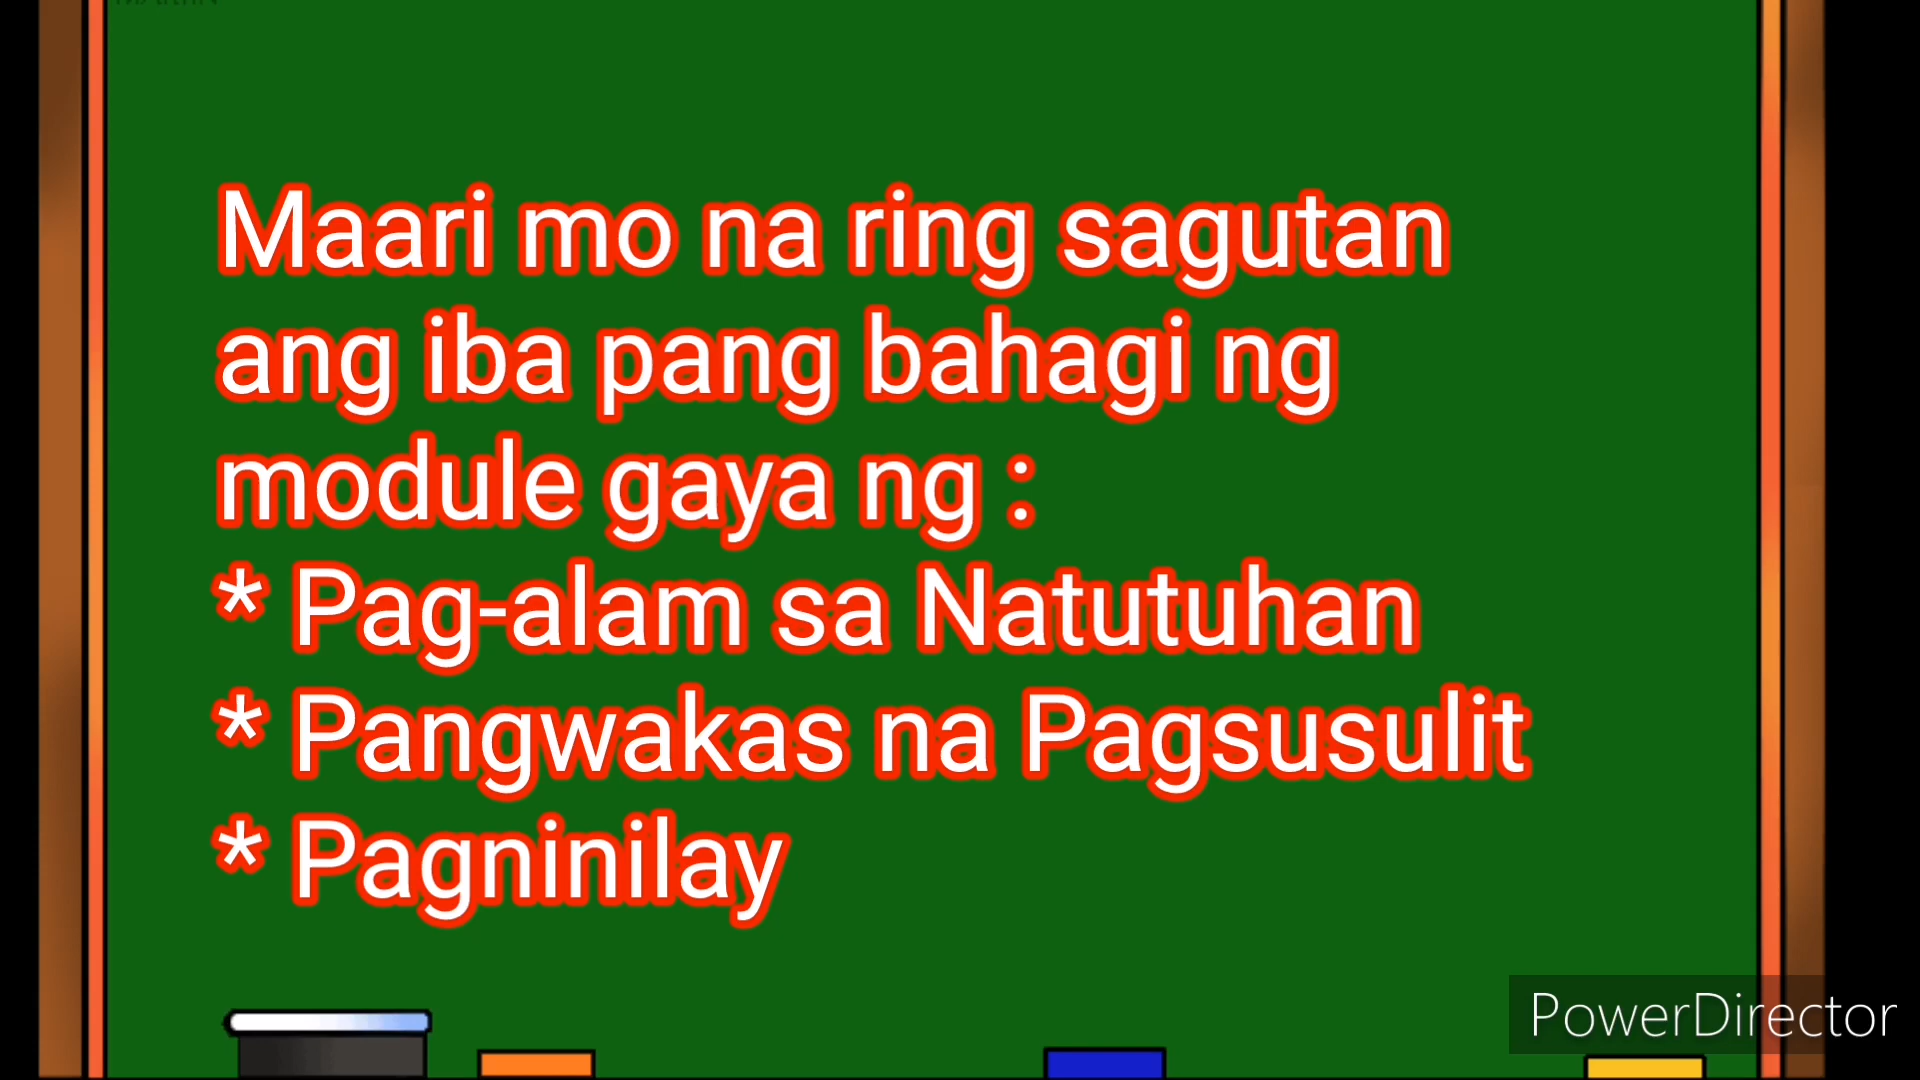 Maari mo na ring sagutan
ang iba pang bahagi ng
module gaya ng :
* Pag-alam sa Natutuhan
* Pangwakas na Pagsusulit
* Pagninilay
PowerDirector